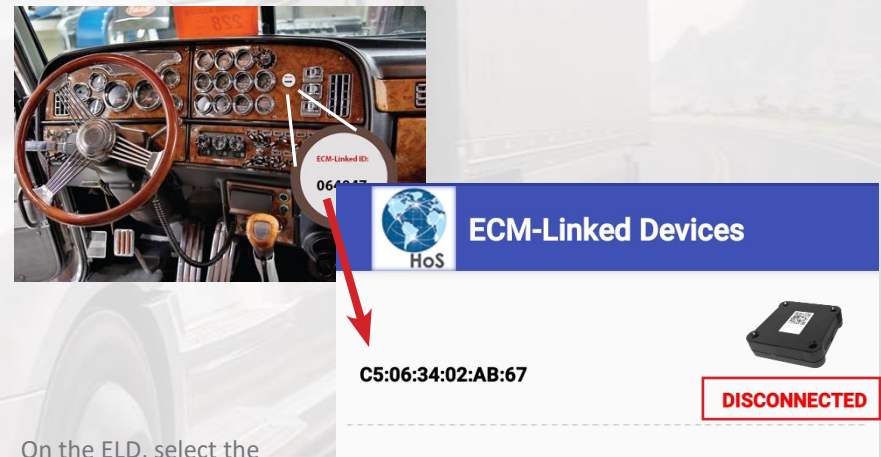 228
ECM-Linked ID:
ECM-Linked Devices
HoS
C5:06:34:02:AB:67
DISCONNECTED
On the ELD, select the